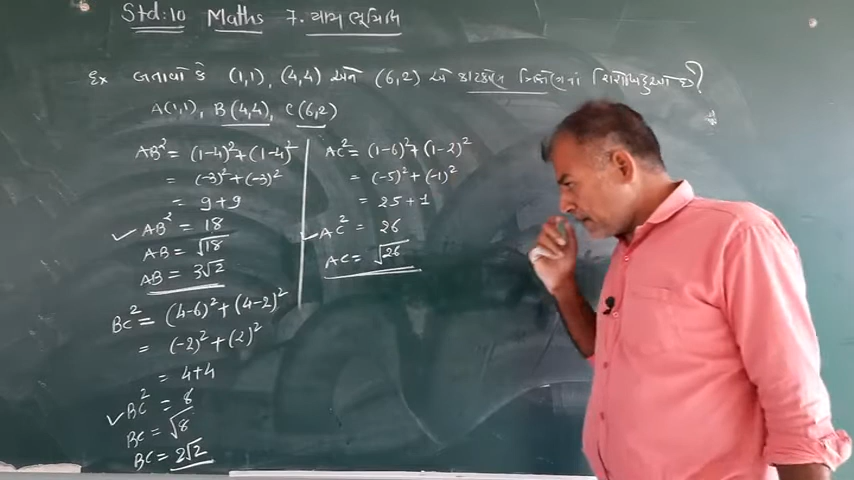 Std:10 Maths 7. યામ ભૂમિતિ
Ex બતાવો કે (1,1), (4,4) અને (6,2) એ કાટકોણ ત્રિકોણનાં શિરોબિંદુઓ છે?
A(1,1), B(4,4), C(6,2)
AB² = (1-4)²+(1-4)²
= (-3)²+(-3)²
= 9+9
✓ AB² = 18
AB = √18
AB = 3√2
BC² = (4-6)²+(4-2)²
= (-2)²+(2)²
= 4+4
✓ BC² = 8
BC = √8
BC = 2√2
AC² = (1-6)²+(1-2)²
= (-5)²+(-1)²
= 25+1
✓ AC² = 26
AC = √26